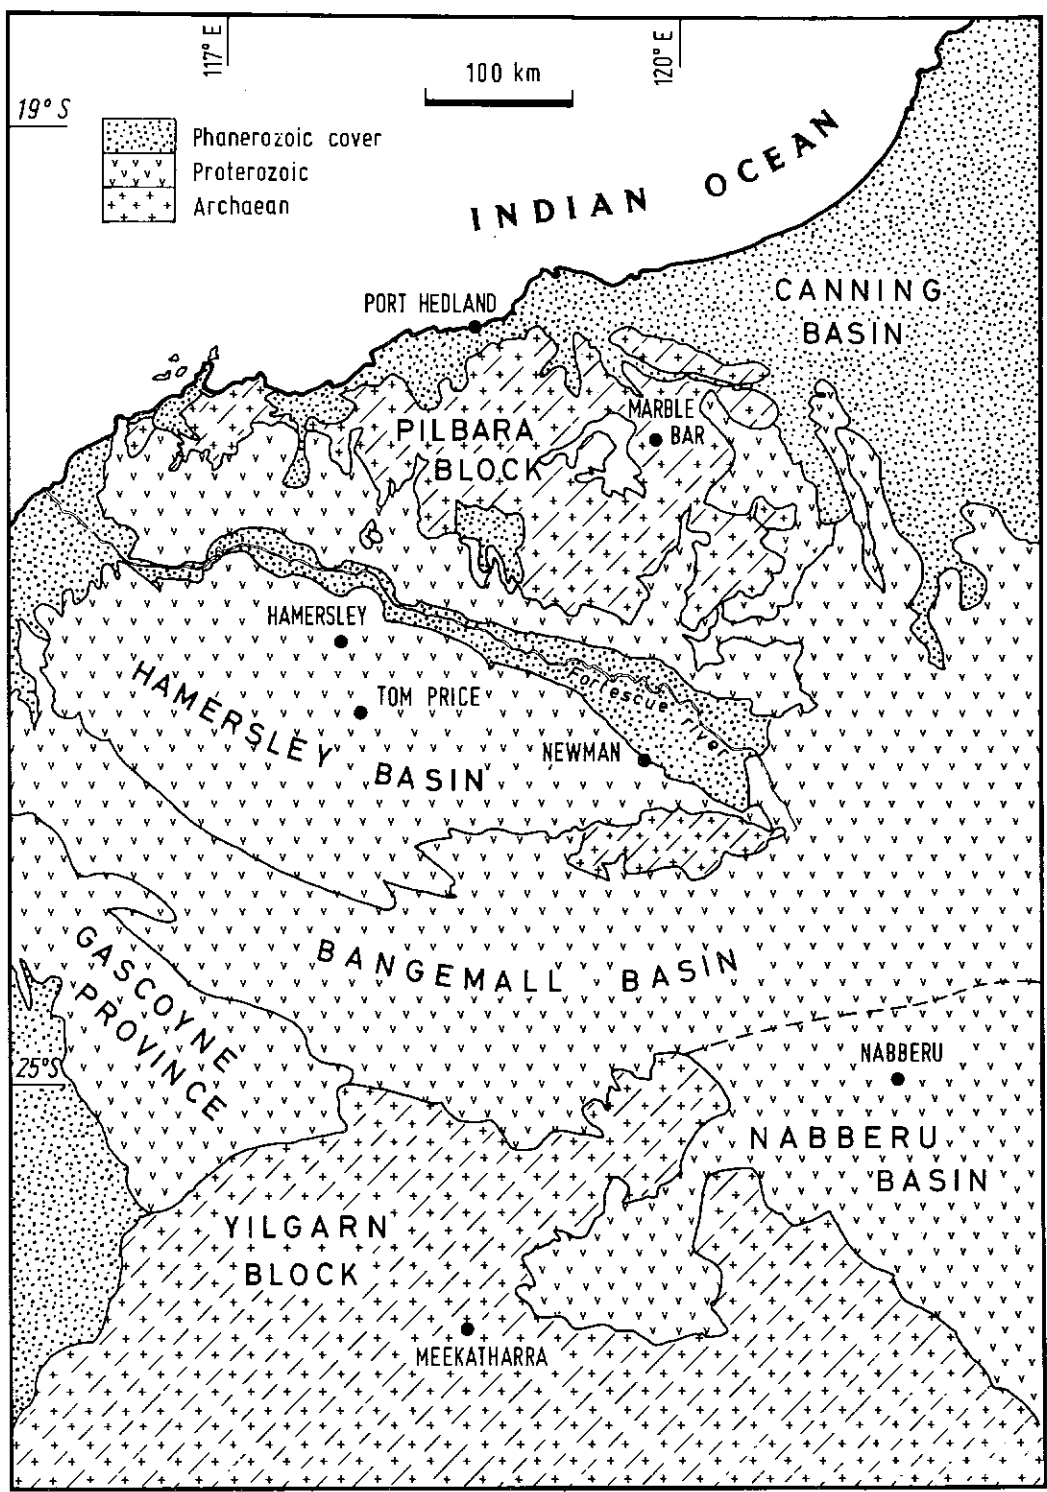 117° E
120° E
100 km
19° S
Phanerozoic cover
Proterozoic
Archaean
INDIAN OCEAN
CANNING
BASIN
PORT HEDLAND
MARBLE
BAR
PILBARA
BLOCK
HAMERSLEY
TOM PRICE
HAMERSLEY BASIN
Fortescue river
NEWMAN
BANGEMALL BASIN
GASCOYNE
PROVINCE
25°S
NABBERU
NABBERU
BASIN
YILGARN
BLOCK
MEEKATHARRA